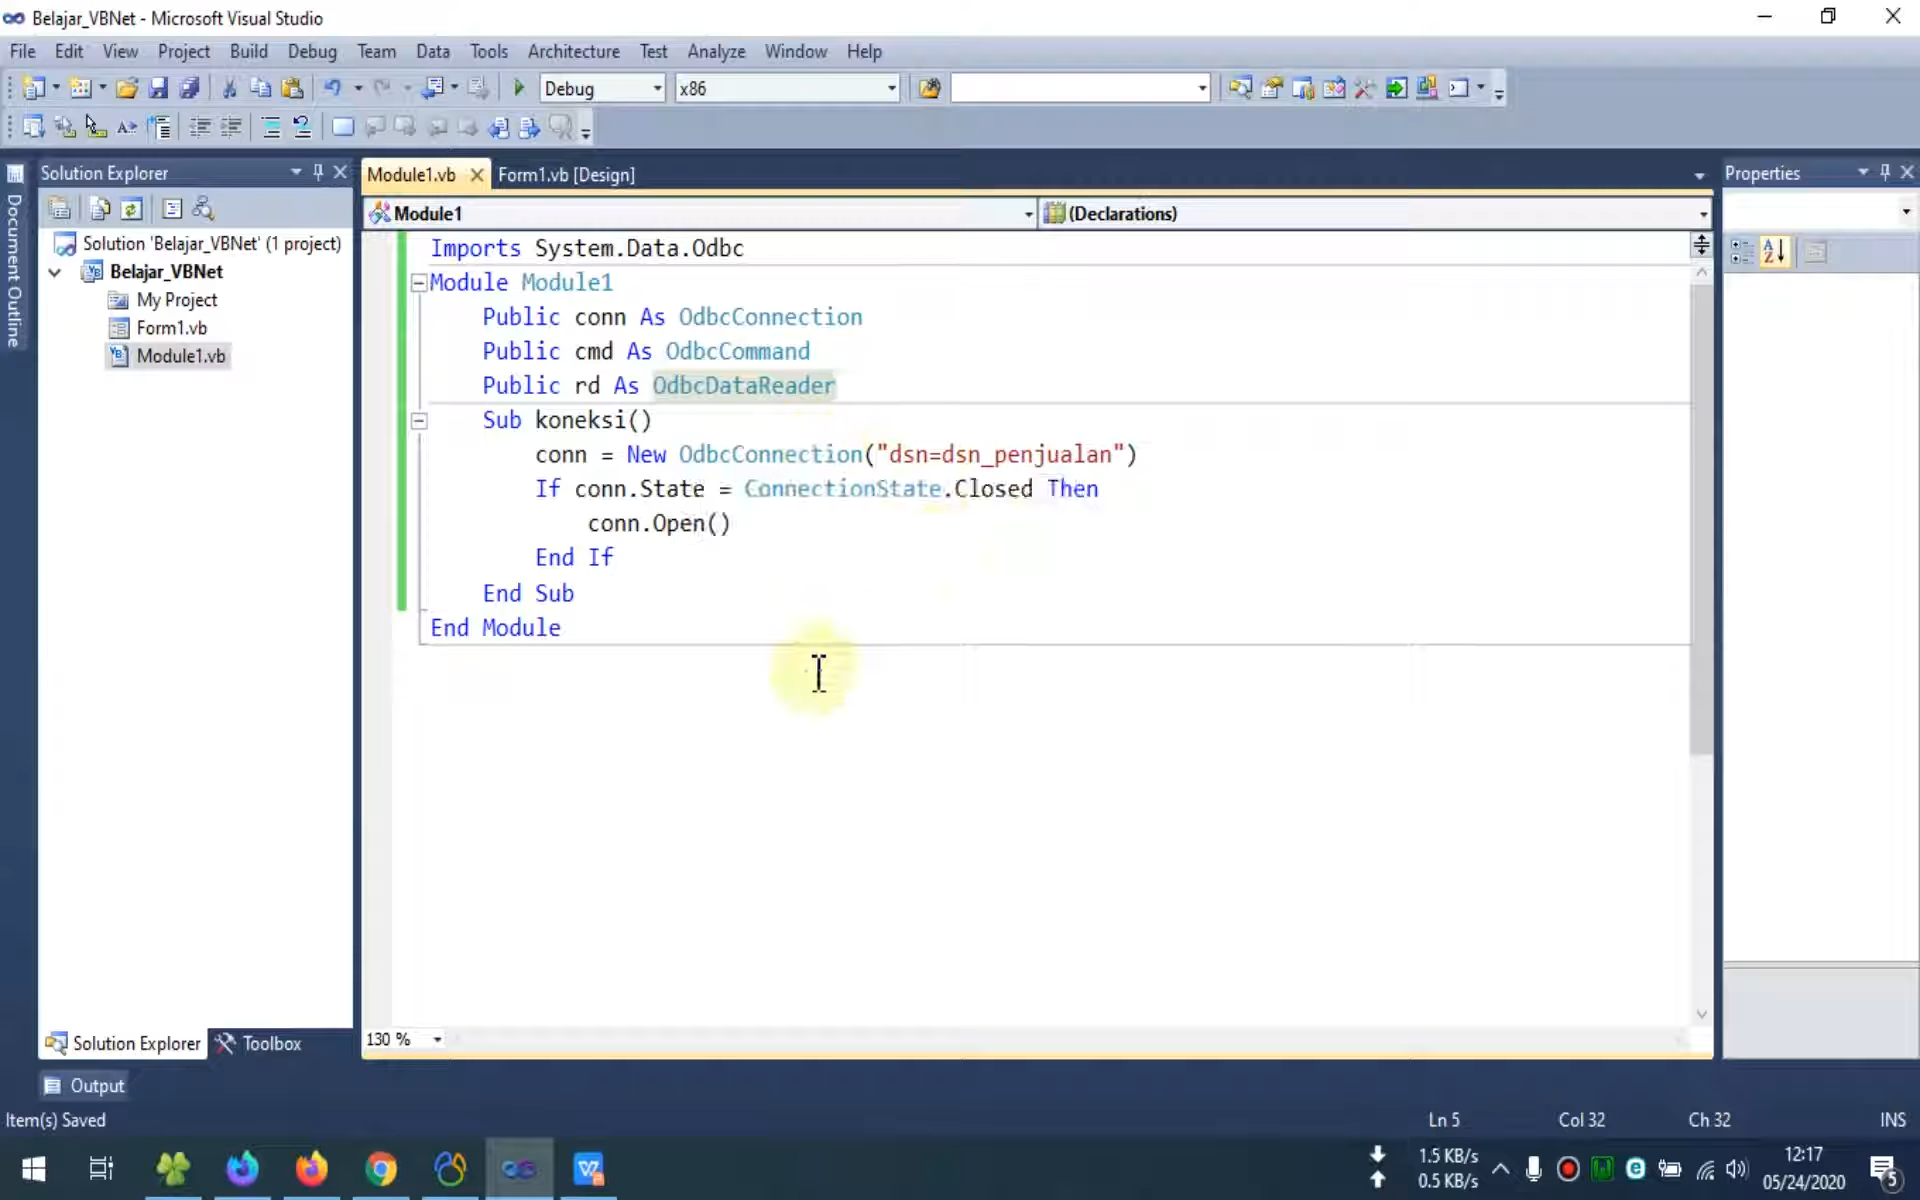 Belajar_VBNet - Microsoft Visual Studio
File Edit View Project Build Debug Team Data Tools Architecture Test Analyze Window Help
Debug x86
Document Outline
Solution Explorer
Solution 'Belajar_VBNet' (1 project)
Belajar_VBNet
My Project
Form1.vb
Module1.vb
Module1.vb Form1.vb [Design]
Module1 (Declarations)
Imports System.Data.Odbc
Module Module1
Public conn As OdbcConnection
Public cmd As OdbcCommand
Public rd As OdbcDataReader
Sub koneksi()
conn = New OdbcConnection("dsn=dsn_penjualan")
If conn.State = ConnectionState.Closed Then
conn.Open()
End If
End Sub
End Module
130 %
Properties
Solution Explorer Toolbox
Output
Item(s) Saved Ln 5 Col 32 Ch 32 INS
1.5 KB/s
0.5 KB/s
12:17
05/24/2020
5